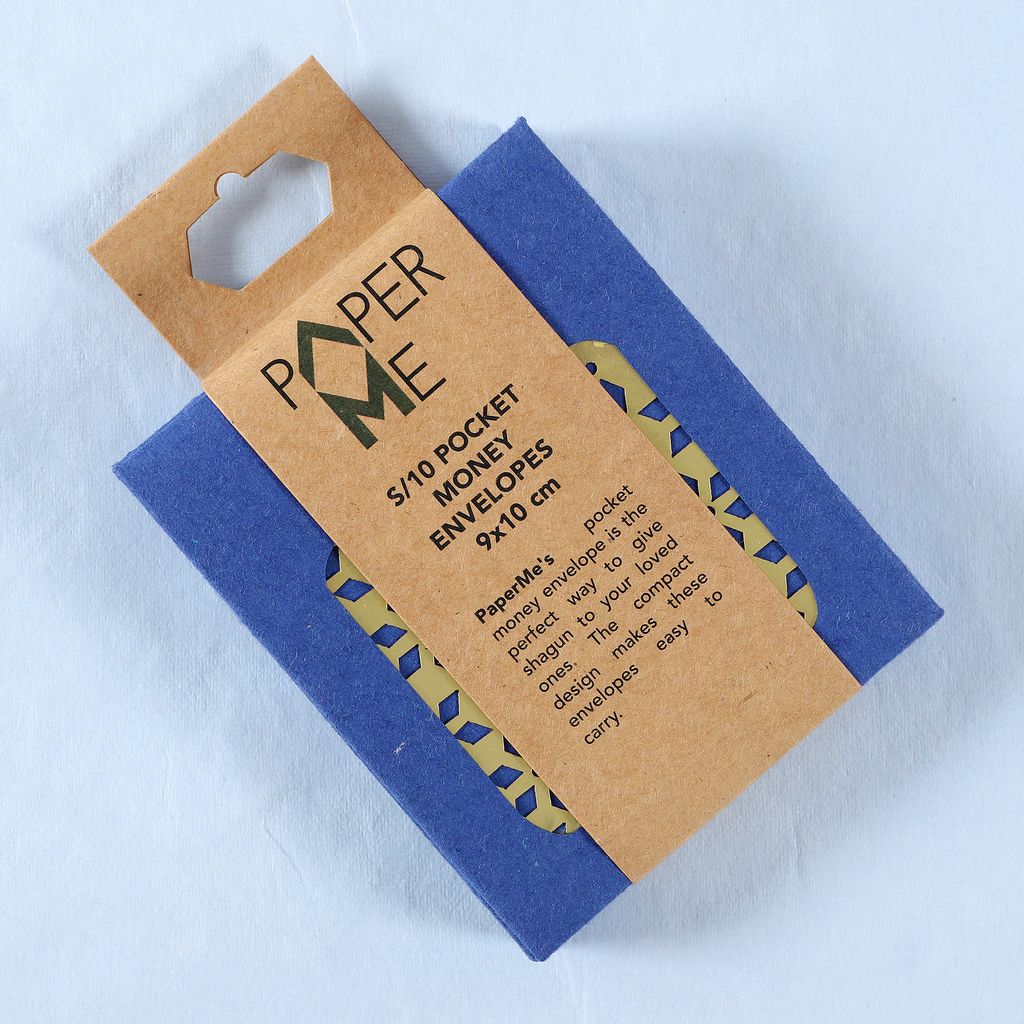 PAPER
ME
S/10 POCKET
MONEY
ENVELOPES
9x10 cm
PaperMe's pocket
money envelope is the
perfect way to give
shagun to your loved
ones. The compact
design makes these
envelopes easy to
carry.